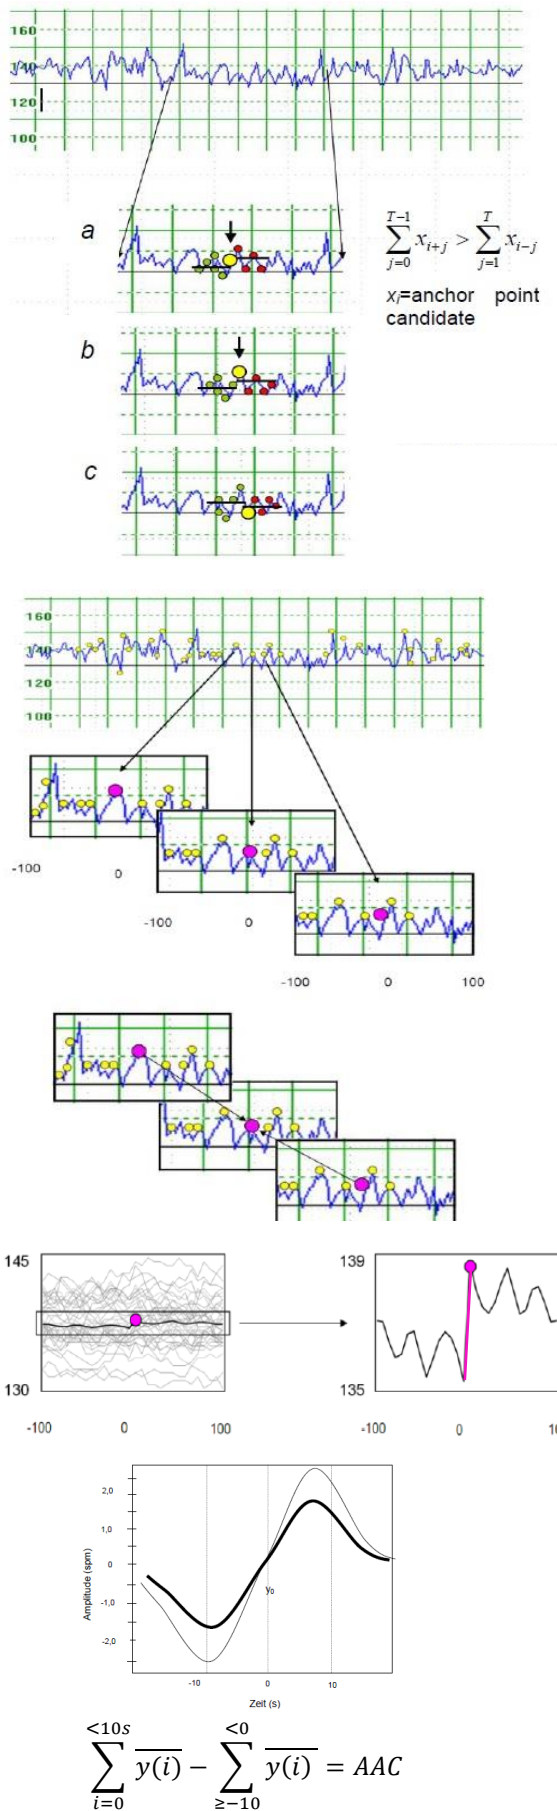 160
140
120
100
a
\sum_{j=0}^{T-1} x_{i+j} > \sum_{j=1}^{T} x_{i-j}
x_i=anchor point
candidate
b
c
160
140
120
100
-100 0
-100 0
-100 0 100
145 139
130 135
-100 0 100 -100 0 10
2,0
1,0
0
-1,0
-2,0
Amplitude (spm)
y_0
-10 0 10
Zeit (s)
\sum_{i=0}^{<10s} \overline{y(i)} - \sum_{≥-10}^{<0} \overline{y(i)} = AAC